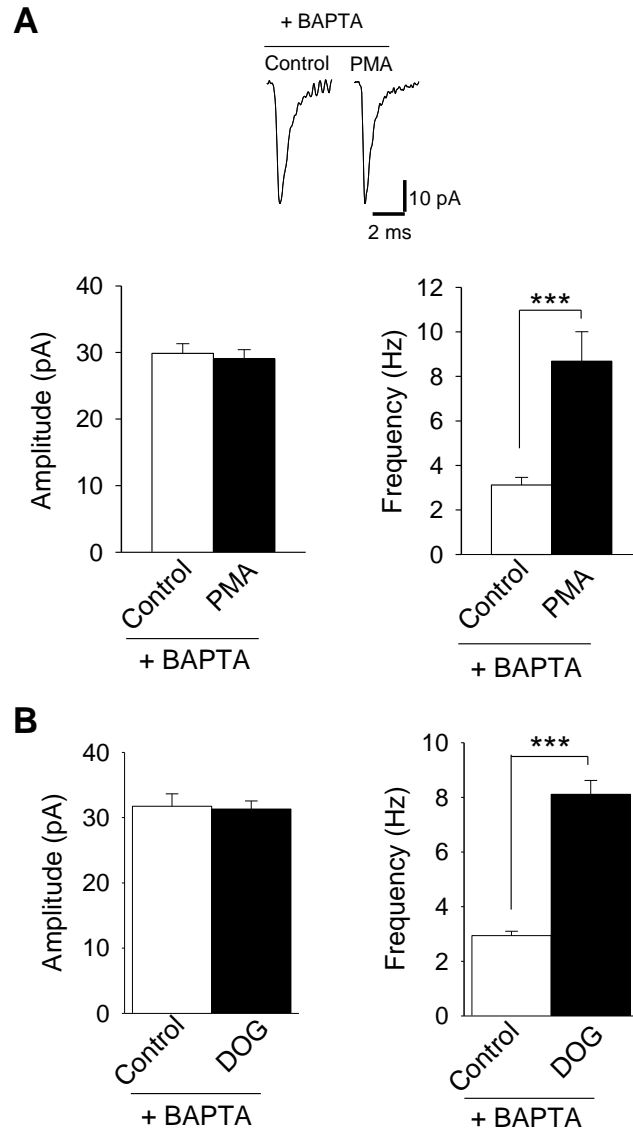 A
+ BAPTA
Control PMA
10 pA
2 ms
Amplitude (pA)
40
30
20
10
0
Control
PMA
+ BAPTA
Frequency (Hz)
12
10
8
6
4
2
0
***
Control
PMA
+ BAPTA
B
Amplitude (pA)
40
30
20
10
0
Control
DOG
+ BAPTA
Frequency (Hz)
10
8
6
4
2
0
***
Control
DOG
+ BAPTA